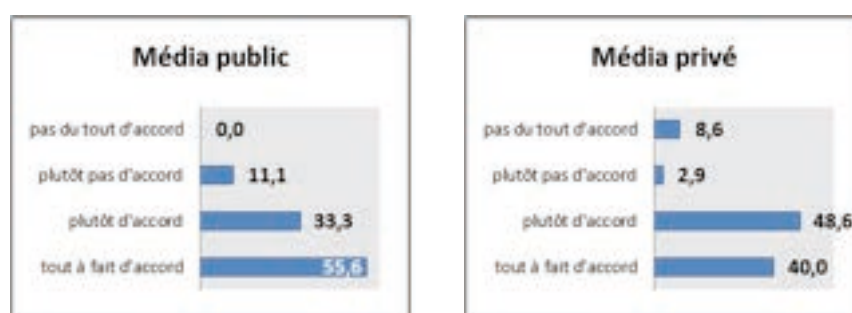 Média public
pas du tout d'accord 0,0
plutôt pas d'accord 11,1
plutôt d'accord 33,3
tout à fait d'accord 55,6
Média privé
pas du tout d'accord 8,6
plutôt pas d'accord 2,9
plutôt d'accord 48,6
tout à fait d'accord 40,0